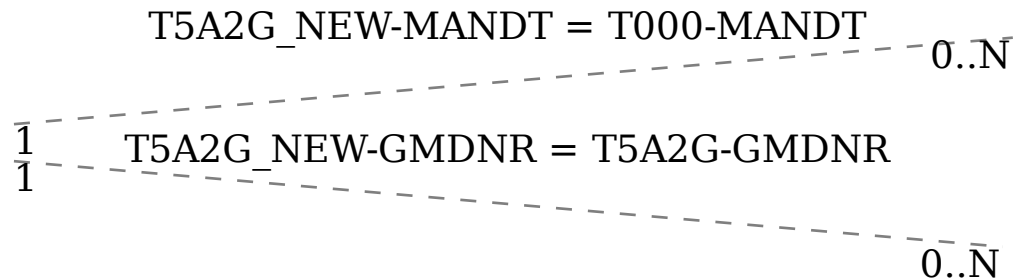 T5A2G_NEW-MANDT = T000-MANDT
0..N
1
T5A2G_NEW-GMDNR = T5A2G-GMDNR
1
0..N